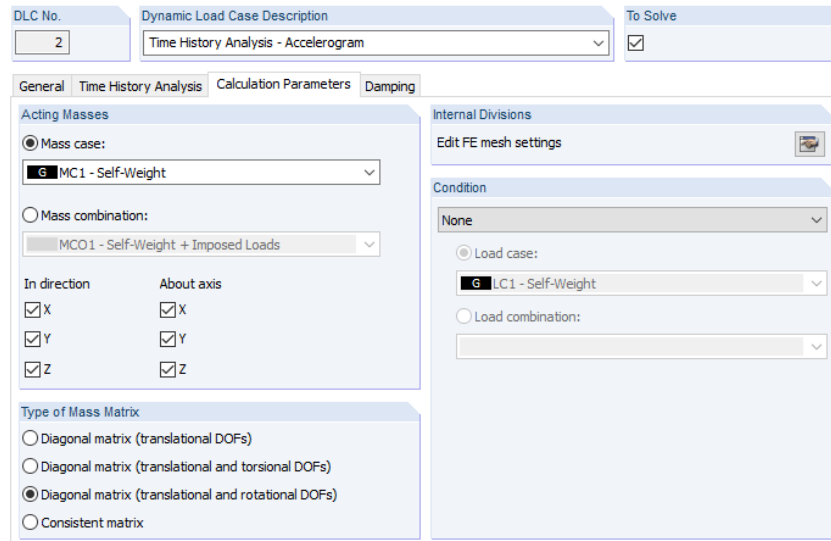 DLC No.
Dynamic Load Case Description
To Solve
2
Time History Analysis - Accelerogram
General
Time History Analysis
Calculation Parameters
Damping
Acting Masses
Mass case:
G MC1 - Self-Weight
Mass combination:
MCO1 - Self-Weight + Imposed Loads
In direction
About axis
X
X
Y
Y
Z
Z
Type of Mass Matrix
Diagonal matrix (translational DOFs)
Diagonal matrix (translational and torsional DOFs)
Diagonal matrix (translational and rotational DOFs)
Consistent matrix
Internal Divisions
Edit FE mesh settings
Condition
None
Load case:
G LC1 - Self-Weight
Load combination: